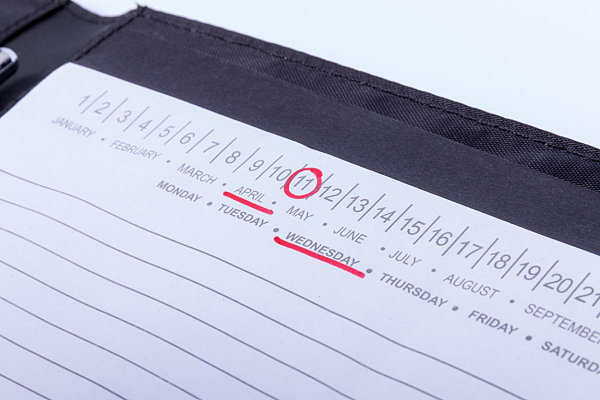 1|2|3|4|5|6|7|8|9|10|11|12|13|14|15|16|17|18|19|20|21
JANUARY • FEBRUARY • MARCH • APRIL • MAY • JUNE • JULY • AUGUST • SEPTEMBER
MONDAY • TUESDAY • WEDNESDAY • THURSDAY • FRIDAY • SATURDA